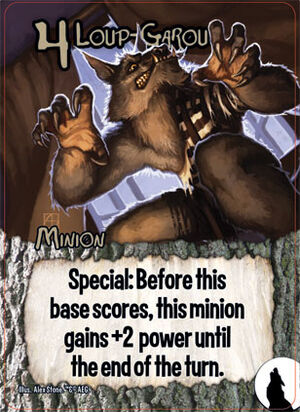 4 Loup-Garou
Minion
Special: Before this
base scores, this minion
gains +2 power until
the end of the turn.
Illus. Alex Stone ©AEG